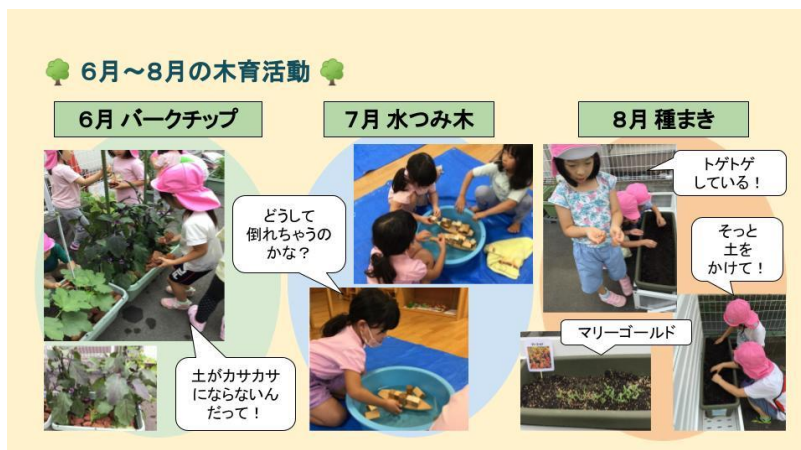 6月～8月の木育活動
6月 バークチップ
7月 水つみ木
8月 種まき
トゲトゲ
している！
どうして
倒れちゃうの
かな？
そっと
土を
かけて！
マリーゴールド
土がカサカサ
にならないん
だって！